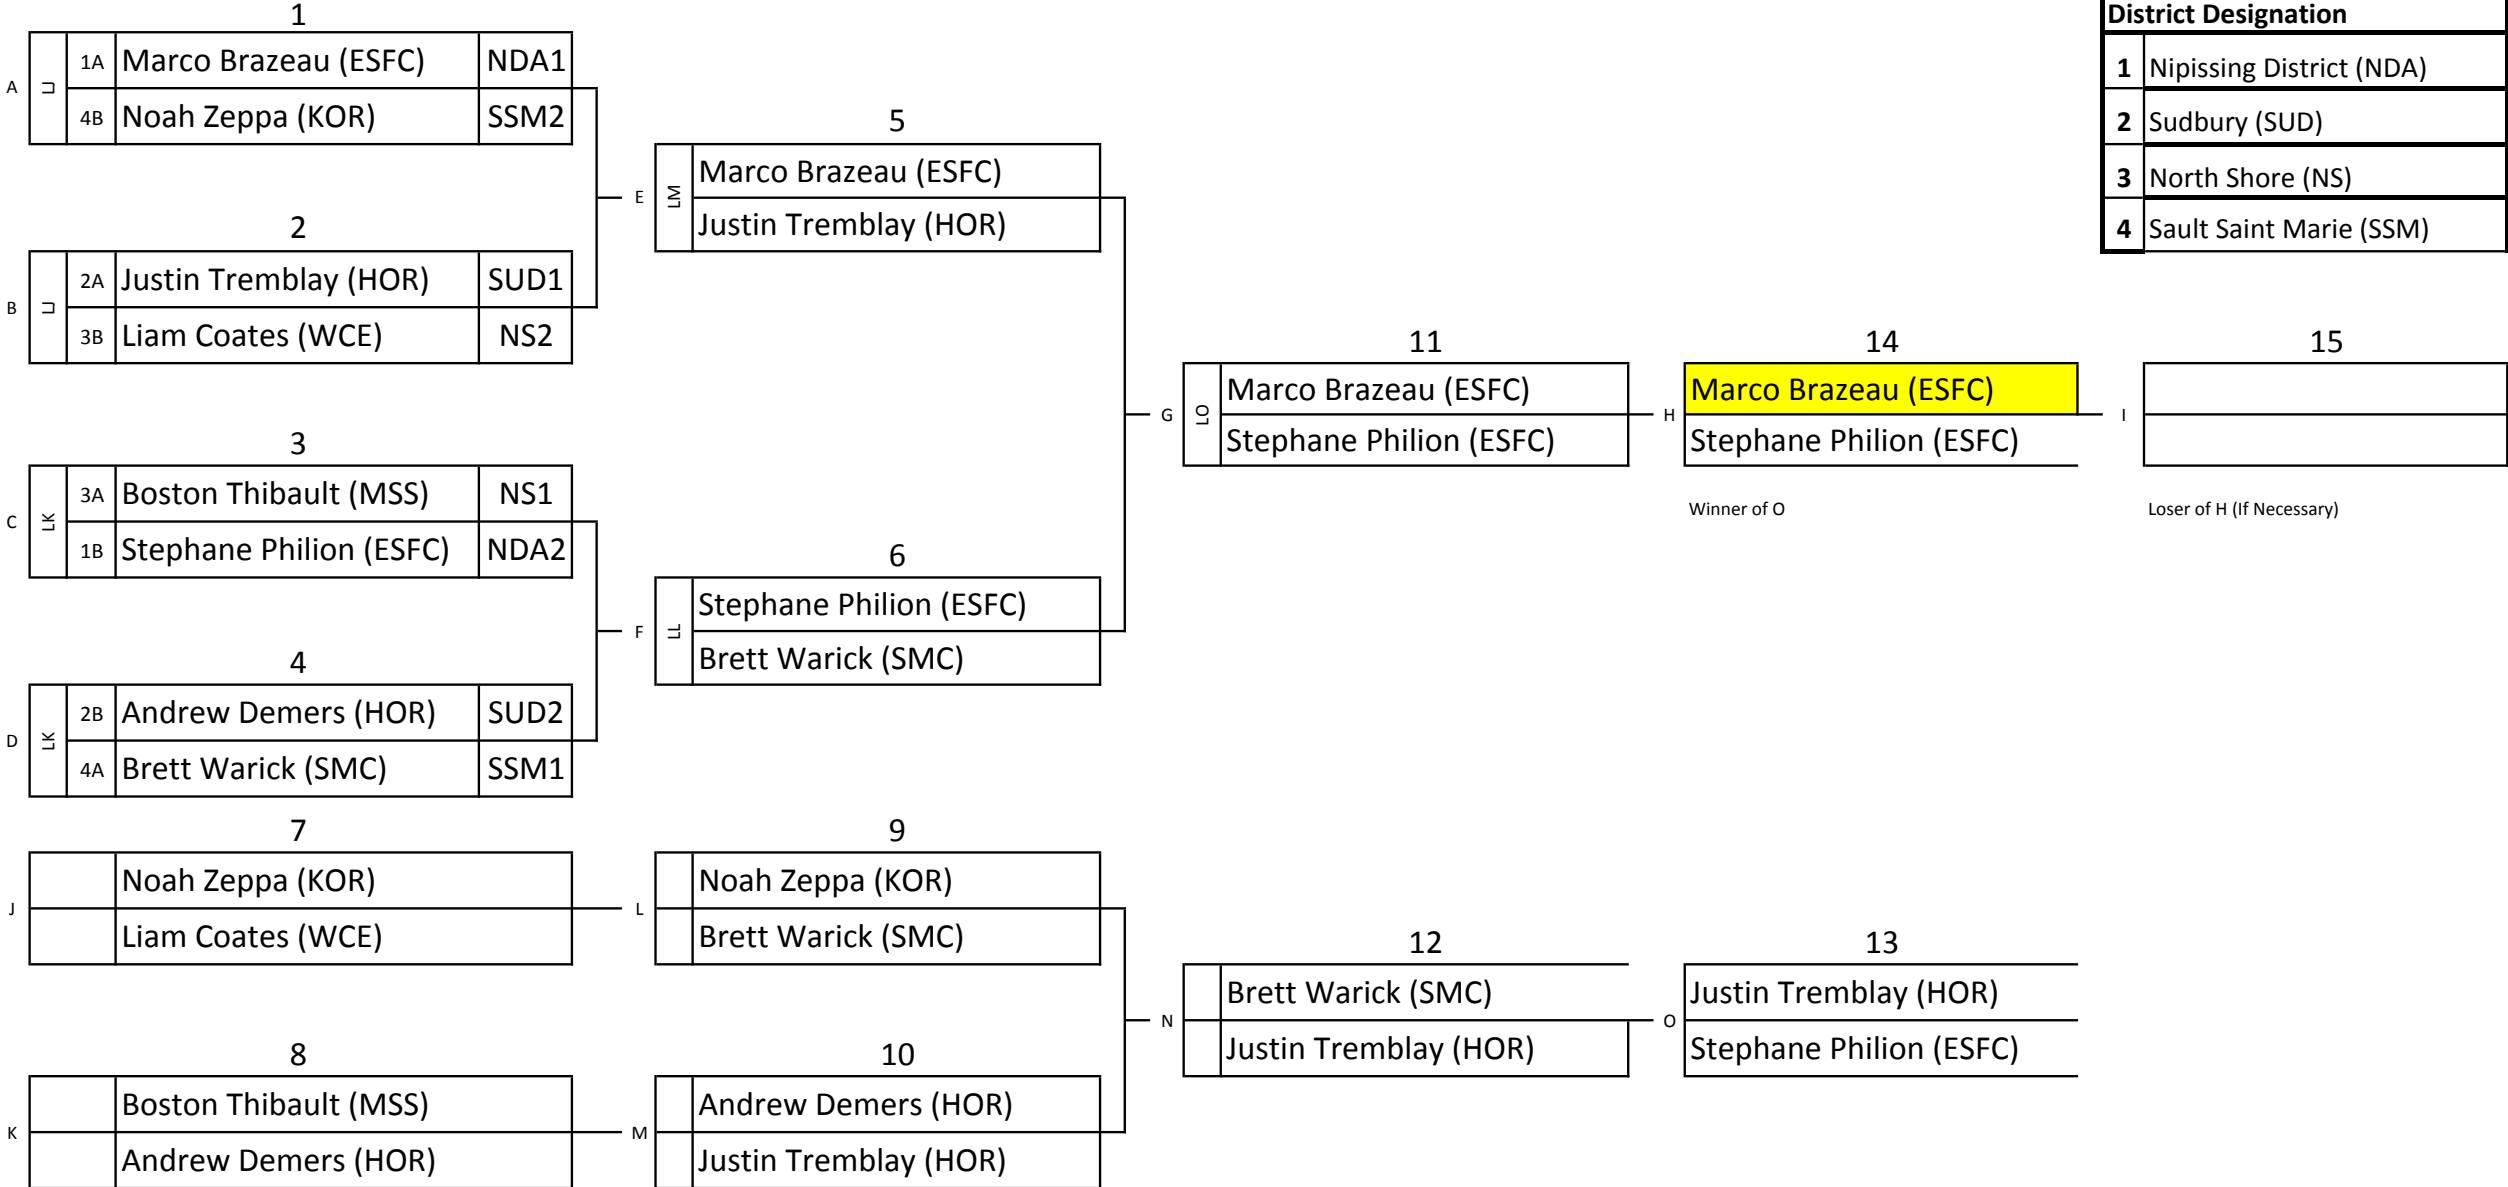 1
District Designation
A LJ 1A Marco Brazeau (ESFC) NDA1
4B Noah Zeppa (KOR) SSM2
1 Nipissing District (NDA)
2 Sudbury (SUD)
3 North Shore (NS)
4 Sault Saint Marie (SSM)
5
E LM Marco Brazeau (ESFC)
Justin Tremblay (HOR)
2
B LJ 2A Justin Tremblay (HOR) SUD1
3B Liam Coates (WCE) NS2
11
G LO Marco Brazeau (ESFC)
Stephane Philion (ESFC)
14
H Marco Brazeau (ESFC)
Stephane Philion (ESFC)
Winner of O
15
I
Loser of H (If Necessary)
3
C LK 3A Boston Thibault (MSS) NS1
1B Stephane Philion (ESFC) NDA2
6
F LL Stephane Philion (ESFC)
Brett Warick (SMC)
4
D LK 2B Andrew Demers (HOR) SUD2
4A Brett Warick (SMC) SSM1
7
J Noah Zeppa (KOR)
Liam Coates (WCE)
9
L Noah Zeppa (KOR)
Brett Warick (SMC)
12
N Brett Warick (SMC)
Justin Tremblay (HOR)
13
O Justin Tremblay (HOR)
Stephane Philion (ESFC)
8
K Boston Thibault (MSS)
Andrew Demers (HOR)
10
M Andrew Demers (HOR)
Justin Tremblay (HOR)